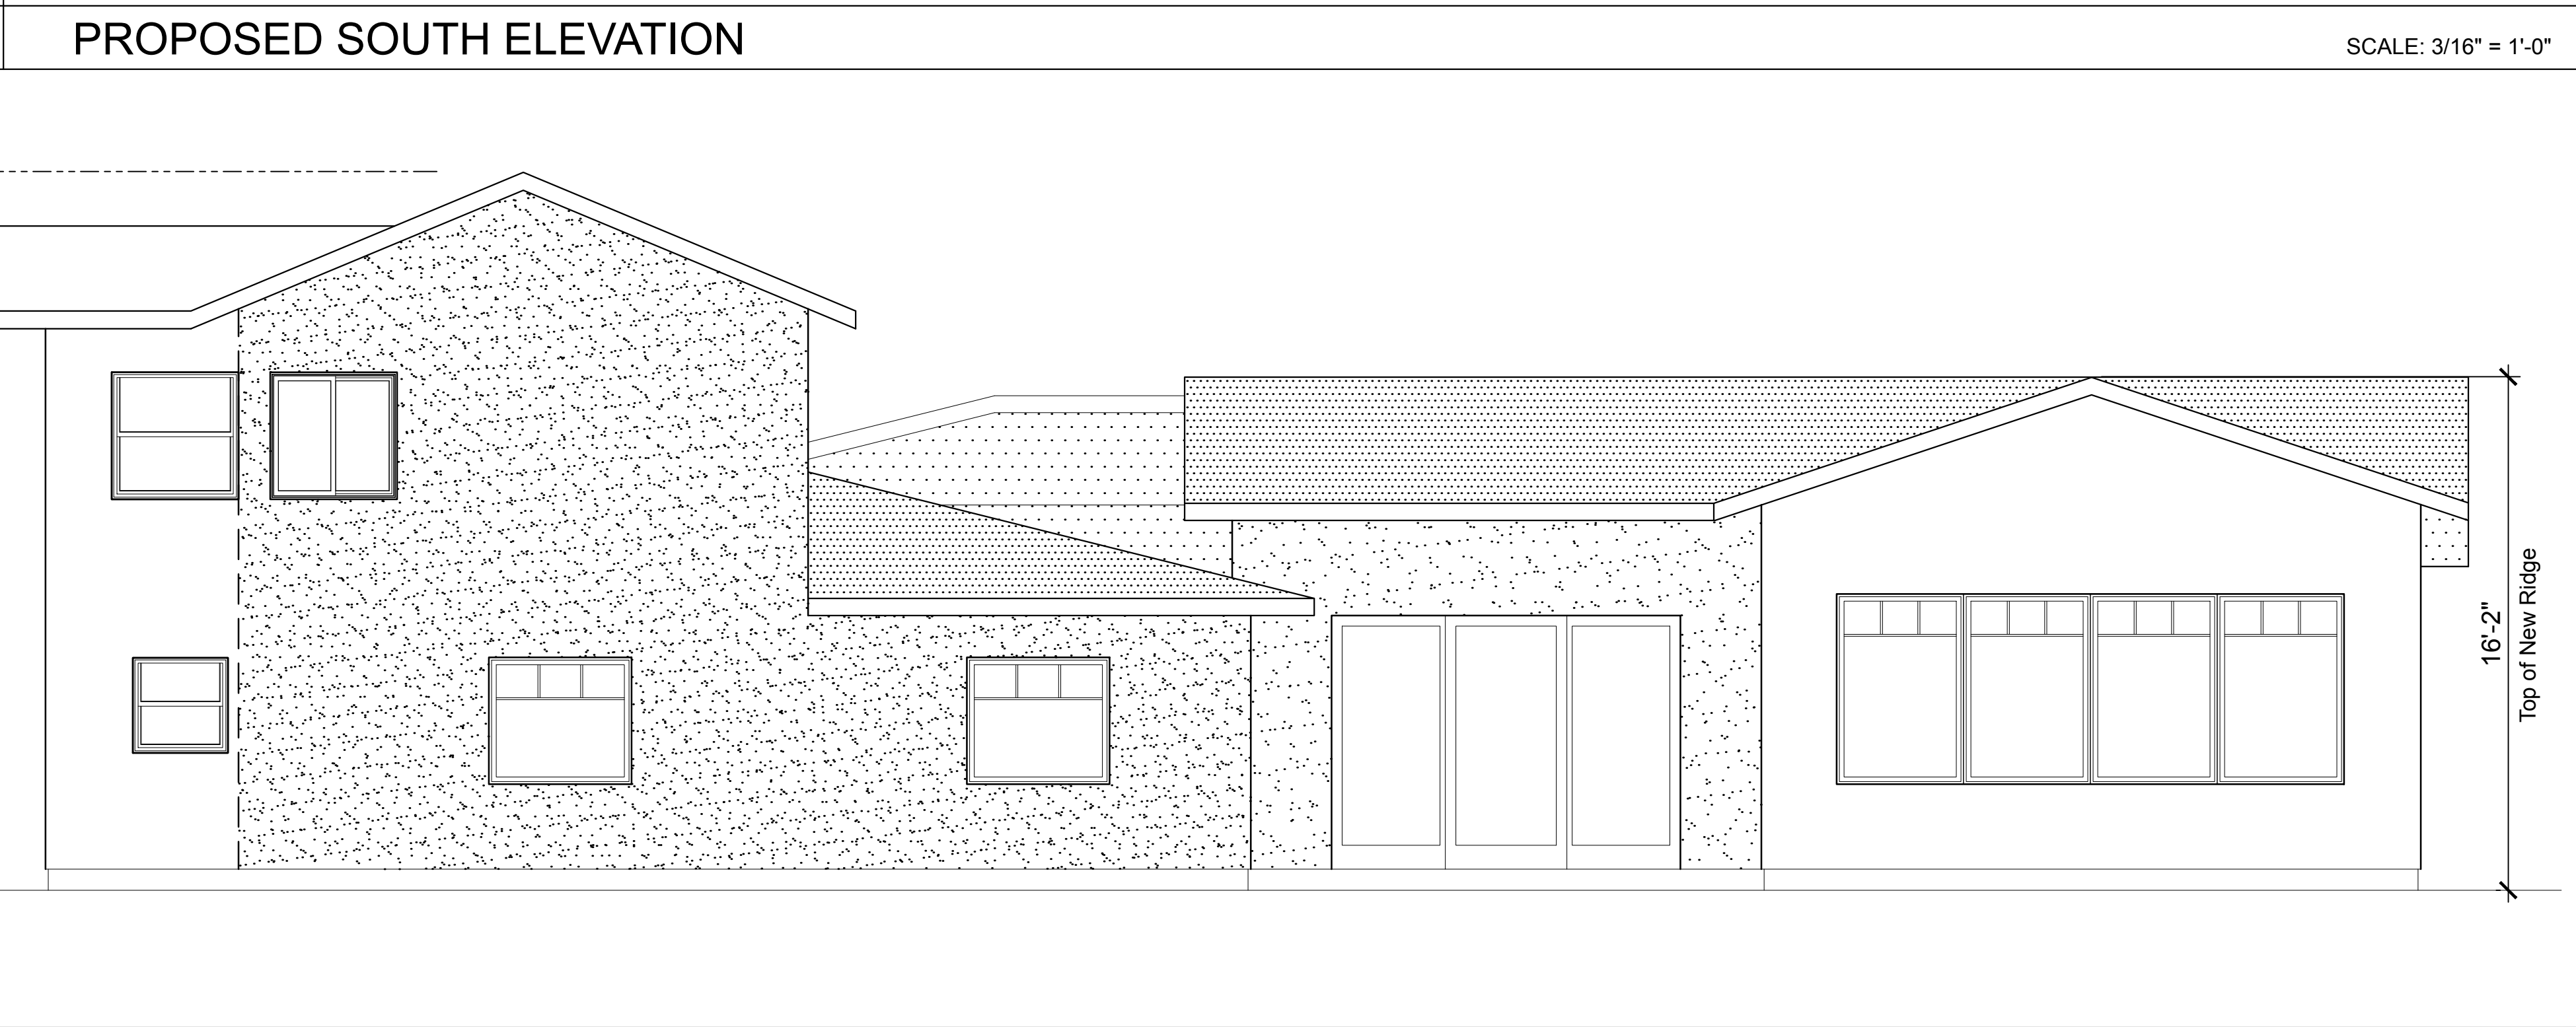 PROPOSED SOUTH ELEVATION
SCALE: 3/16" = 1'-0"
16'-2"
Top of New Ridge